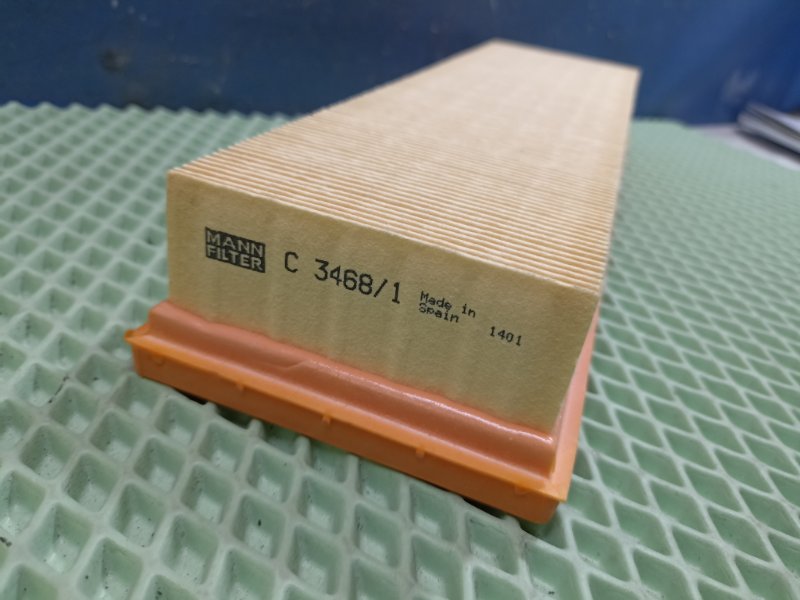 MANN
FILTER
C 3468/1
Made in
Spain
1401